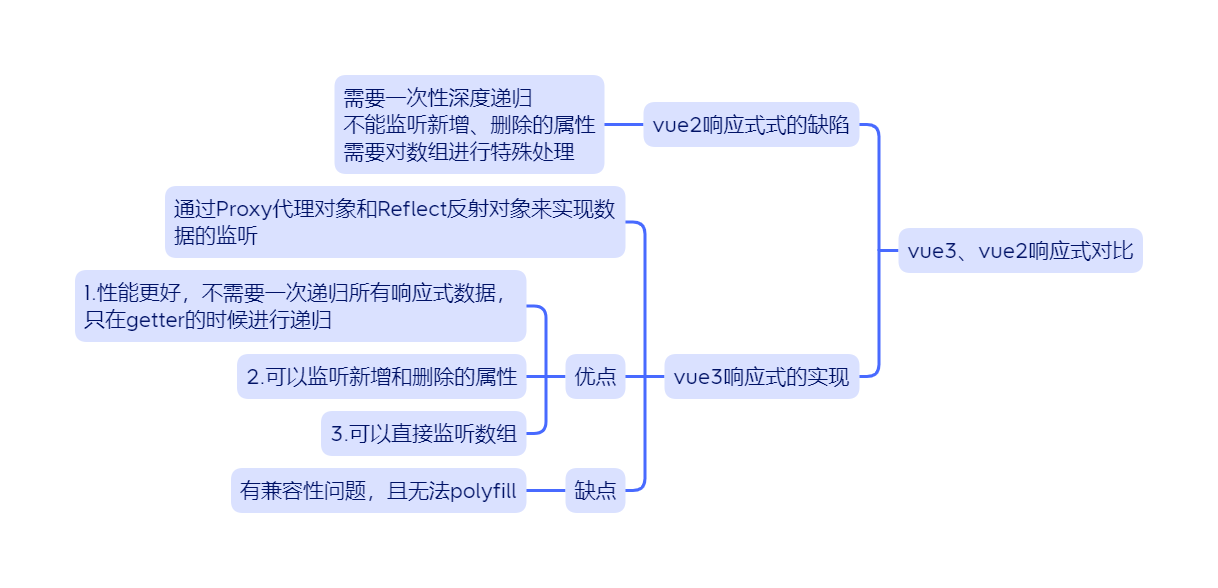 需要一次性深度递归
不能监听新增、删除的属性
需要对数组进行特殊处理
vue2响应式式的缺陷
通过Proxy代理对象和Reflect反射对象来实现数
据的监听
vue3、vue2响应式对比
1.性能更好，不需要一次递归所有响应式数据，
只在getter的时候进行递归
2.可以监听新增和删除的属性
优点
vue3响应式的实现
3.可以直接监听数组
有兼容性问题，且无法polyfill
缺点